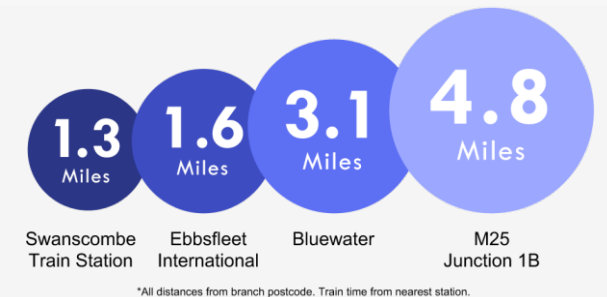 1.3
Miles
1.6
Miles
3.1
Miles
4.8
Miles
Swanscombe
Train Station
Ebbsfleet
International
Bluewater
M25
Junction 1B
*All distances from branch postcode. Train time from nearest station.